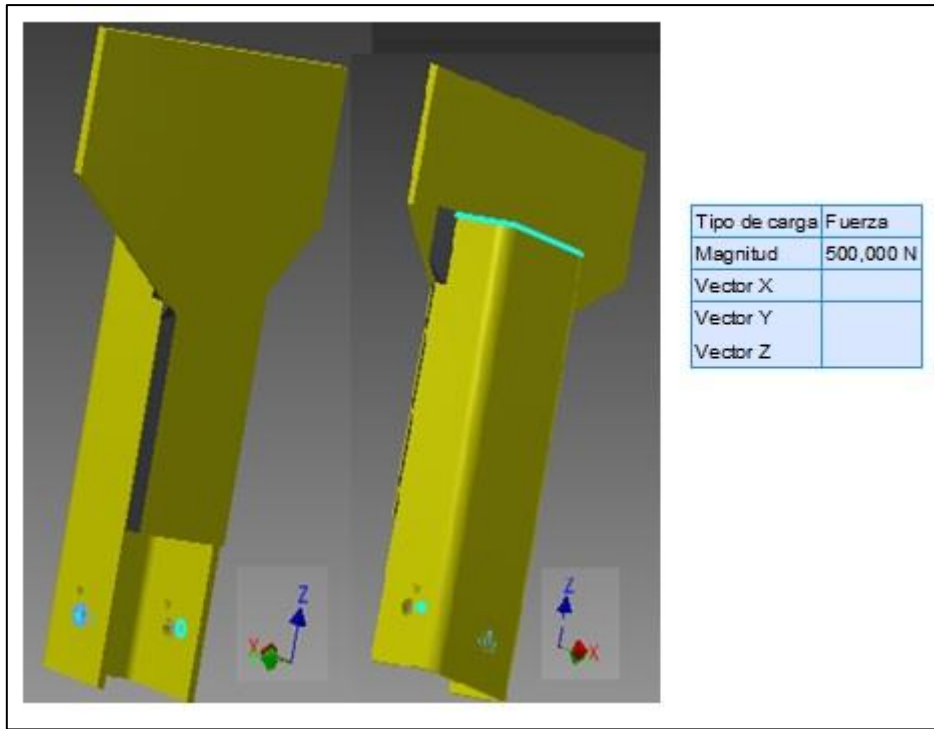 Tipo de carga Fuerza
Magnitud 500,000 N
Vector X
Vector Y
Vector Z
Z
X
Z
X